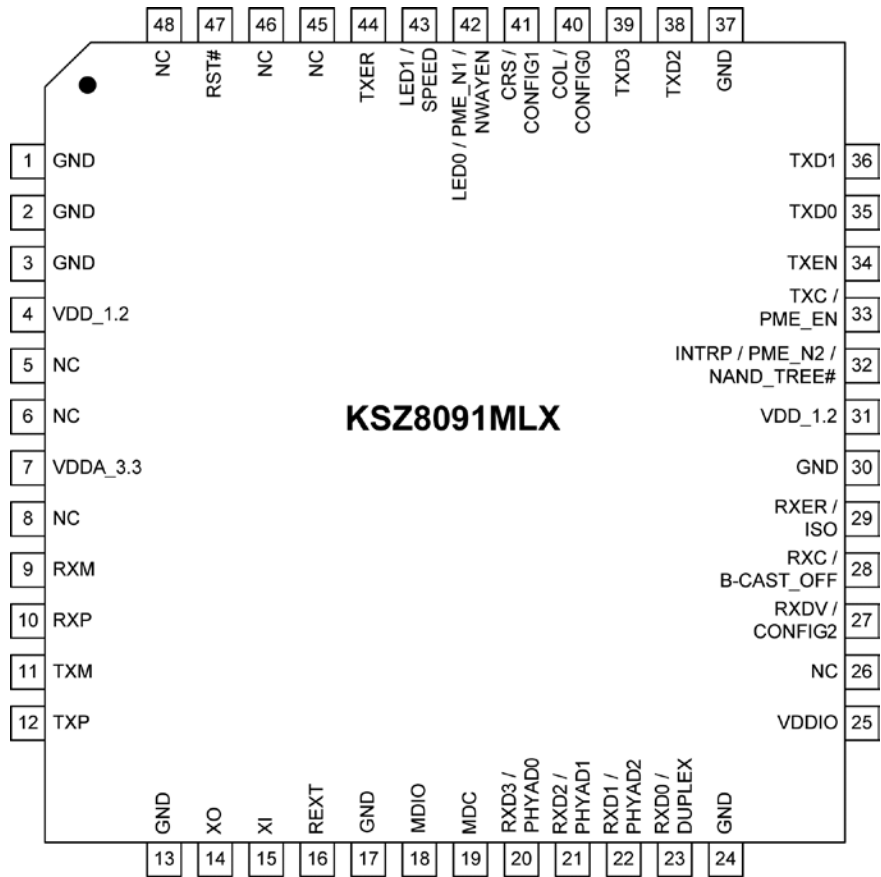 48
47
46
45
44
43
42
41
40
39
38
37
NC
RST#
NC
NC
TXER
LED1 /
SPEED
LED0 / PME_N1 /
NWAYEN
CRS /
CONFIG1
COL /
CONFIG0
TXD3
TXD2
GND
1 GND
2 GND
3 GND
4 VDD_1.2
5 NC
6 NC
7 VDDA_3.3
8 NC
9 RXM
10 RXP
11 TXM
12 TXP
KSZ8091MLX
TXD1 36
TXD0 35
TXEN 34
TXC /
PME_EN 33
INTRP / PME_N2 /
NAND_TREE# 32
VDD_1.2 31
GND 30
RXER /
ISO 29
RXC /
B-CAST_OFF 28
RXDV /
CONFIG2 27
NC 26
VDDIO 25
GND
XO
XI
REXT
GND
MDIO
MDC
RXD3 /
PHYAD0
RXD2 /
PHYAD1
RXD1 /
PHYAD2
RXD0 /
DUPLEX
GND
13
14
15
16
17
18
19
20
21
22
23
24